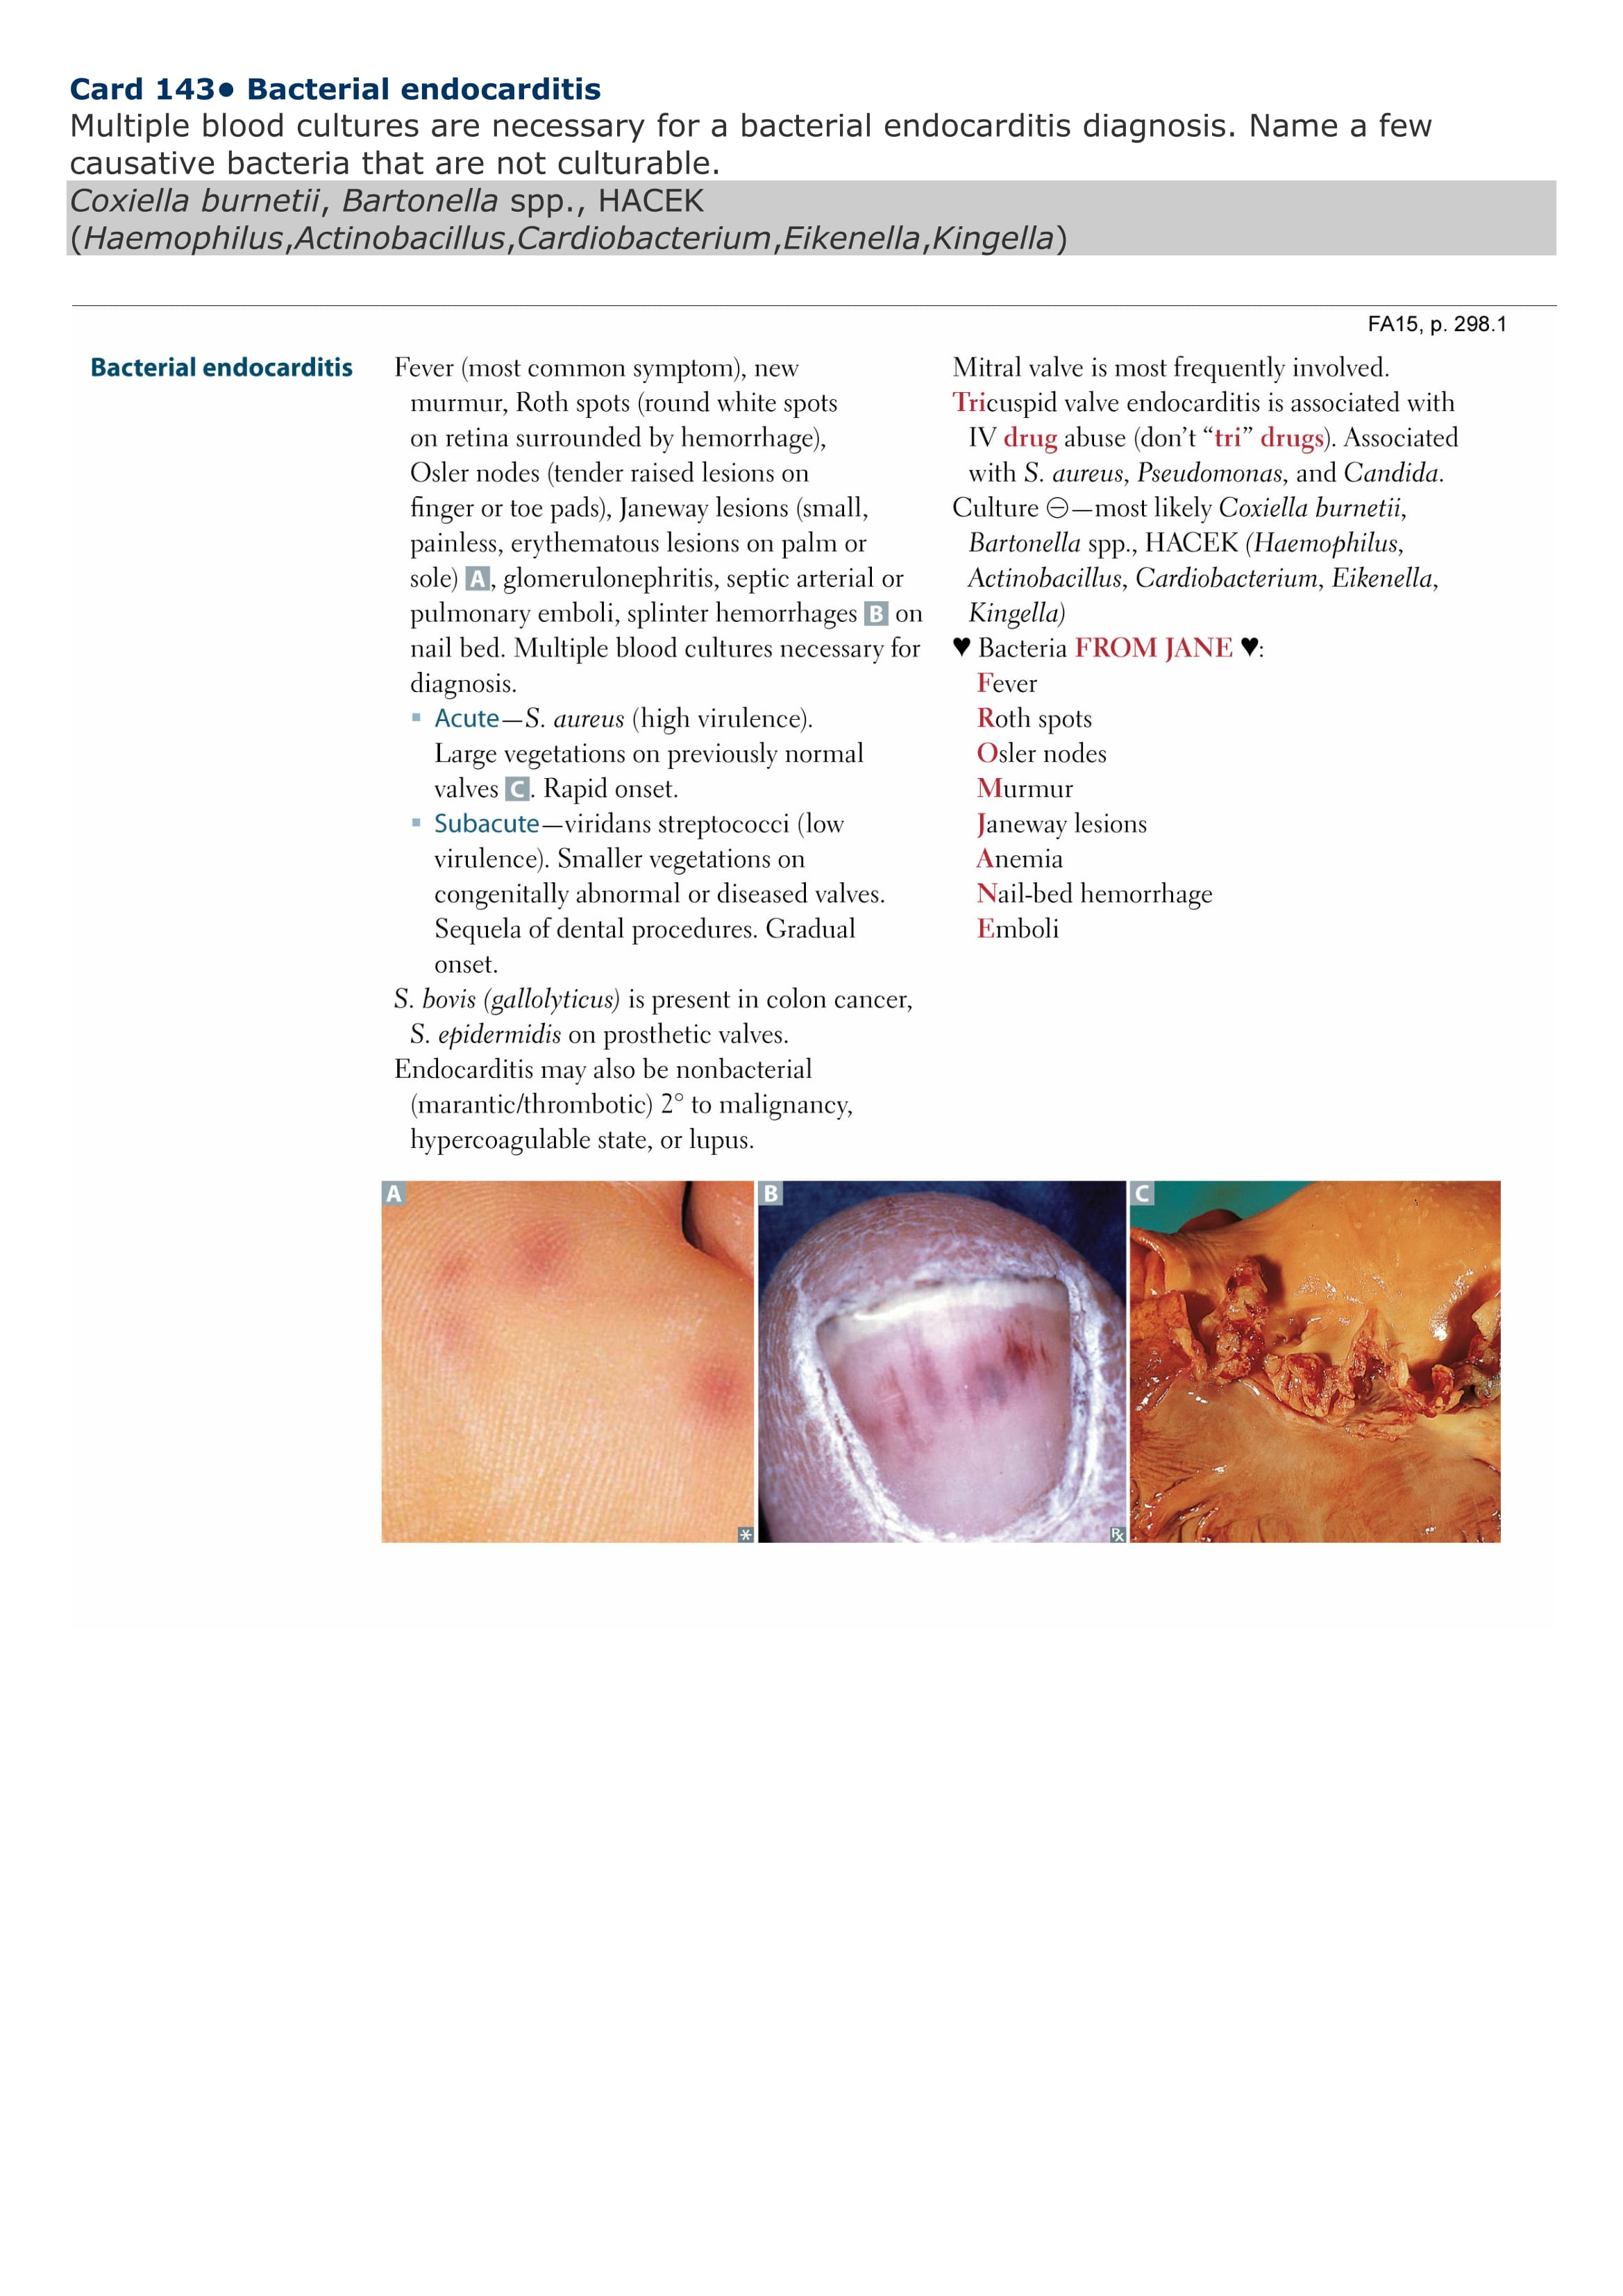 Card 143● Bacterial endocarditis
Multiple blood cultures are necessary for a bacterial endocarditis diagnosis. Name a few
causative bacteria that are not culturable.
Coxiella burnetii, Bartonella spp., HACEK
(Haemophilus,Actinobacillus,Cardiobacterium,Eikenella,Kingella)
FA15, p. 298.1
Bacterial endocarditis
Fever (most common symptom), new
murmur, Roth spots (round white spots
on retina surrounded by hemorrhage),
Osler nodes (tender raised lesions on
finger or toe pads), Janeway lesions (small,
painless, erythematous lesions on palm or
sole) A, glomerulonephritis, septic arterial or
pulmonary emboli, splinter hemorrhages B on
nail bed. Multiple blood cultures necessary for
diagnosis.
▪ Acute—S. aureus (high virulence).
Large vegetations on previously normal
valves C. Rapid onset.
▪ Subacute—viridans streptococci (low
virulence). Smaller vegetations on
congenitally abnormal or diseased valves.
Sequela of dental procedures. Gradual
onset.
S. bovis (gallolyticus) is present in colon cancer,
S. epidermidis on prosthetic valves.
Endocarditis may also be nonbacterial
(marantic/thrombotic) 2° to malignancy,
hypercoagulable state, or lupus.
Mitral valve is most frequently involved.
Tricuspid valve endocarditis is associated with
IV drug abuse (don't “tri” drugs). Associated
with S. aureus, Pseudomonas, and Candida.
Culture ⊖—most likely Coxiella burnetii,
Bartonella spp., HACEK (Haemophilus,
Actinobacillus, Cardiobacterium, Eikenella,
Kingella)
♥ Bacteria FROM JANE ♥:
Fever
Roth spots
Osler nodes
Murmur
Janeway lesions
Anemia
Nail-bed hemorrhage
Emboli
A
B
C
*
℞